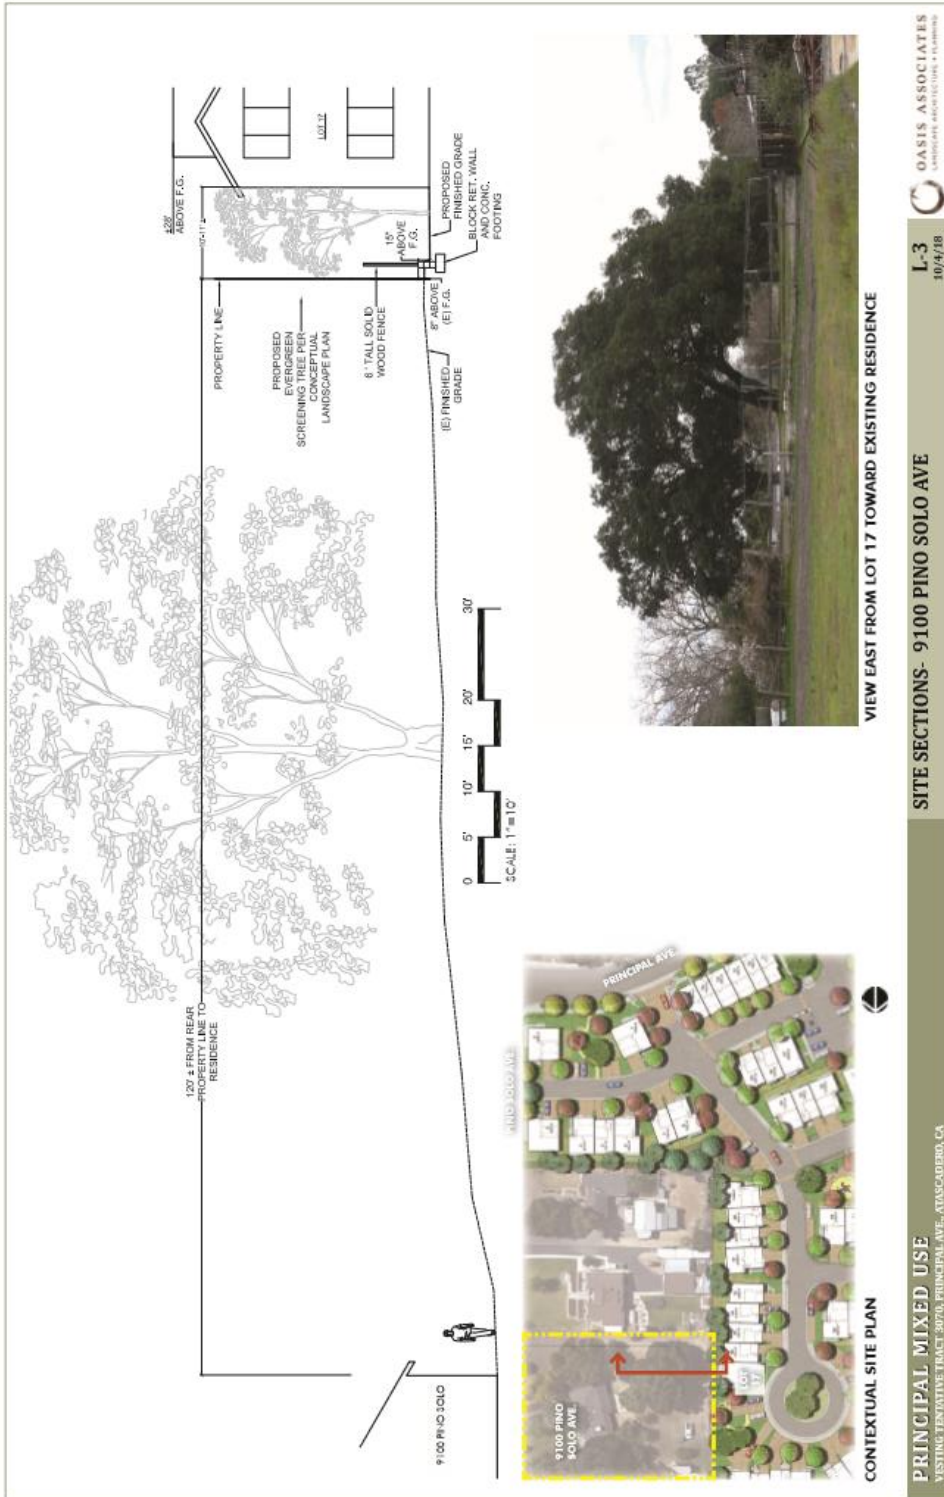 ±28'
ABOVE F.G.
10'-11"
LOT 17
PROPERTY LINE
PROPOSED
EVERGREEN
SCREENING TREE PER
CONCEPTUAL
LANDSCAPE PLAN
6' TALL SOLID
WOOD FENCE
15"
ABOVE
F.G.
PROPOSED
FINISHED GRADE
BLOCK RET. WALL
AND CONC.
FOOTING
8" ABOVE
(E) F.G.
(E) FINISHED
GRADE
120' ± FROM REAR
PROPERTY LINE TO
RESIDENCE
9100 PINO SOLO
0 5' 10' 15' 20' 30'
SCALE: 1"=10'
PINO SOLO AVE.
PRINCIPAL AVE.
9100 PINO
SOLO AVE.
LOT
17
CONTEXTUAL SITE PLAN
VIEW EAST FROM LOT 17 TOWARD EXISTING RESIDENCE
PRINCIPAL MIXED USE
VESTING TENTATIVE TRACT 3070, PRINCIPAL AVE., ATASCADERO, CA
SITE SECTIONS- 9100 PINO SOLO AVE
L-3
10/4/18
OASIS ASSOCIATES
LANDSCAPE ARCHITECTURE + PLANNING